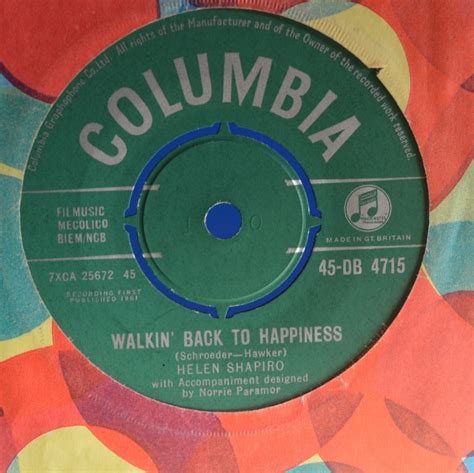 Columbia Graphophone Co. Ltd. All rights of the Manufacturer and of the Owner of the recorded work reserved.
COLUMBIA
FILMUSIC
MECOLICO
BIEM/NCB
MADE IN GT. BRITAIN
7XCA 25672 45
RECORDING FIRST
PUBLISHED 1961
45-DB 4715
WALKIN' BACK TO HAPPINESS
(Schroeder—Hawker)
HELEN SHAPIRO
with Accompaniment designed
by Norrie Paramor